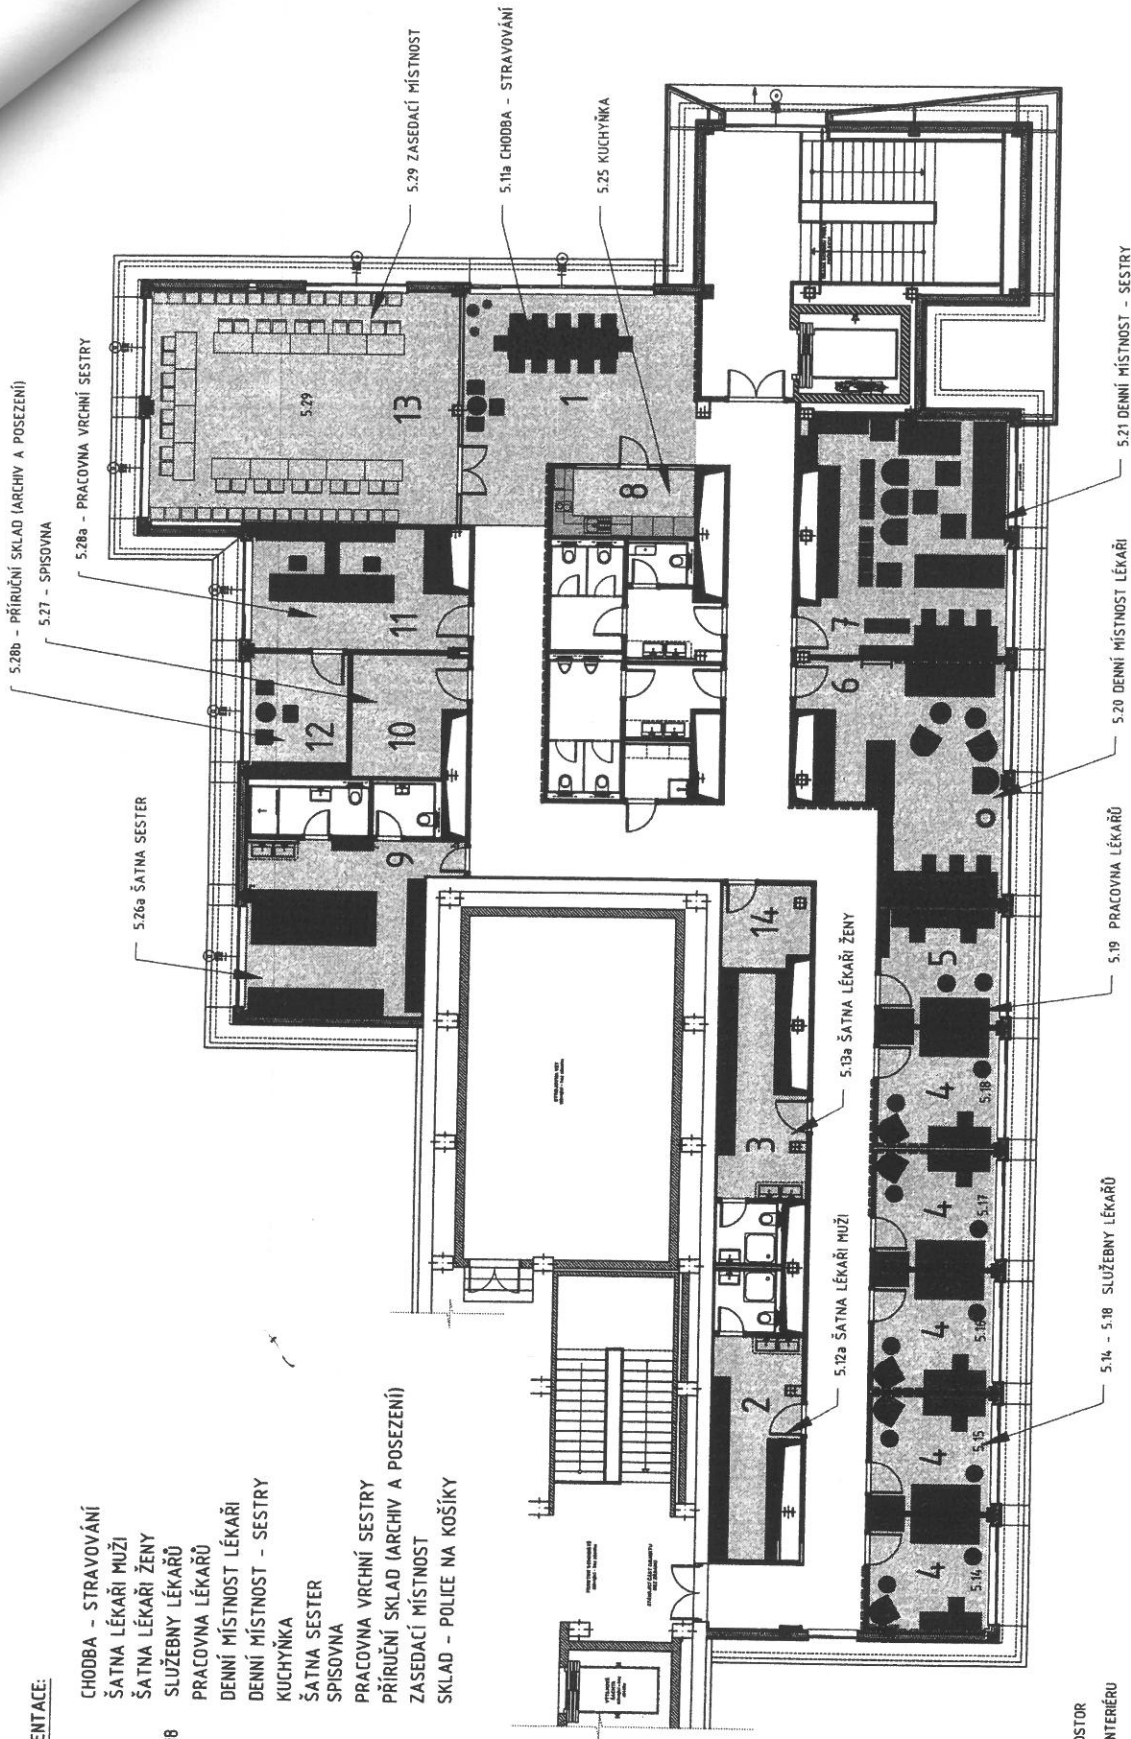 ENTACE:
CHODBA - STRAVOVÁNÍ
ŠATNA LÉKAŘI MUŽI
ŠATNA LÉKAŘI ŽENY
8 SLUŽEBNY LÉKAŘŮ
PRACOVNA LÉKAŘŮ
DENNÍ MÍSTNOST LÉKAŘI
DENNÍ MÍSTNOST - SESTRY
KUCHYŇKA
ŠATNA SESTER
SPISOVNA
PRACOVNA VRCHNÍ SESTRY
PŘÍRUČNÍ SKLAD (ARCHIV A POSEZENÍ)
ZASEDACÍ MÍSTNOST
SKLAD - POLICE NA KOŠÍKY
5.26a ŠATNA SESTER
5.28b - PŘÍRUČNÍ SKLAD (ARCHIV A POSEZENÍ)
5.27 - SPISOVNA
5.28a - PRACOVNA VRCHNÍ SESTRY
5.29 ZASEDACÍ MÍSTNOST
5.11a CHODBA - STRAVOVÁNÍ
5.25 KUCHYŇKA
5.29
13
1
8
11
12
10
9
14
3
2
7
6
5
4
4
4
4
4
5.14
5.15
5.16
5.17
5.18
5.12a ŠATNA LÉKAŘI MUŽI
5.13a ŠATNA LÉKAŘI ŽENY
5.14 - 5.18 SLUŽEBNY LÉKAŘŮ
5.19 PRACOVNA LÉKAŘŮ
5.20 DENNÍ MÍSTNOST LÉKAŘI
5.21 DENNÍ MÍSTNOST - SESTRY
OSTOR
NTERIÉRU